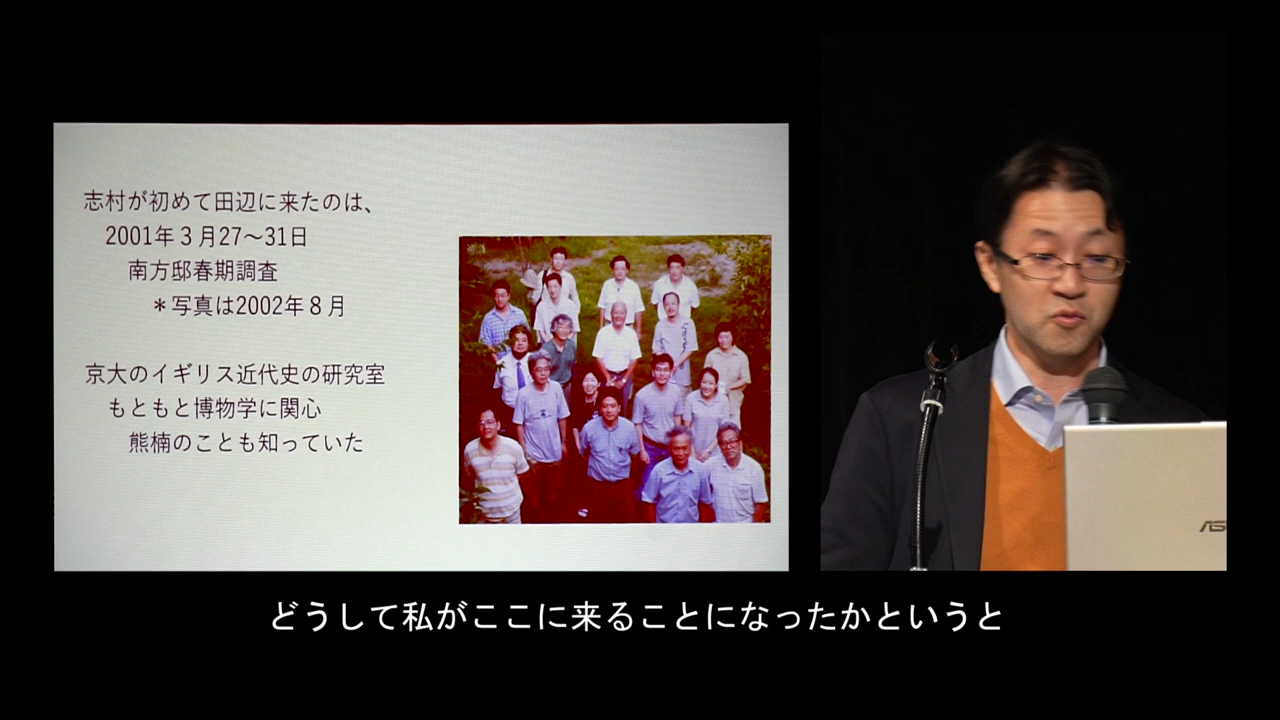 志村が初めて田辺に来たのは、
2001年３月27～31日
南方邸春期調査
＊写真は2002年８月
京大のイギリス近代史の研究室
もともと博物学に関心
熊楠のことも知っていた
どうして私がここに来ることになったかというと